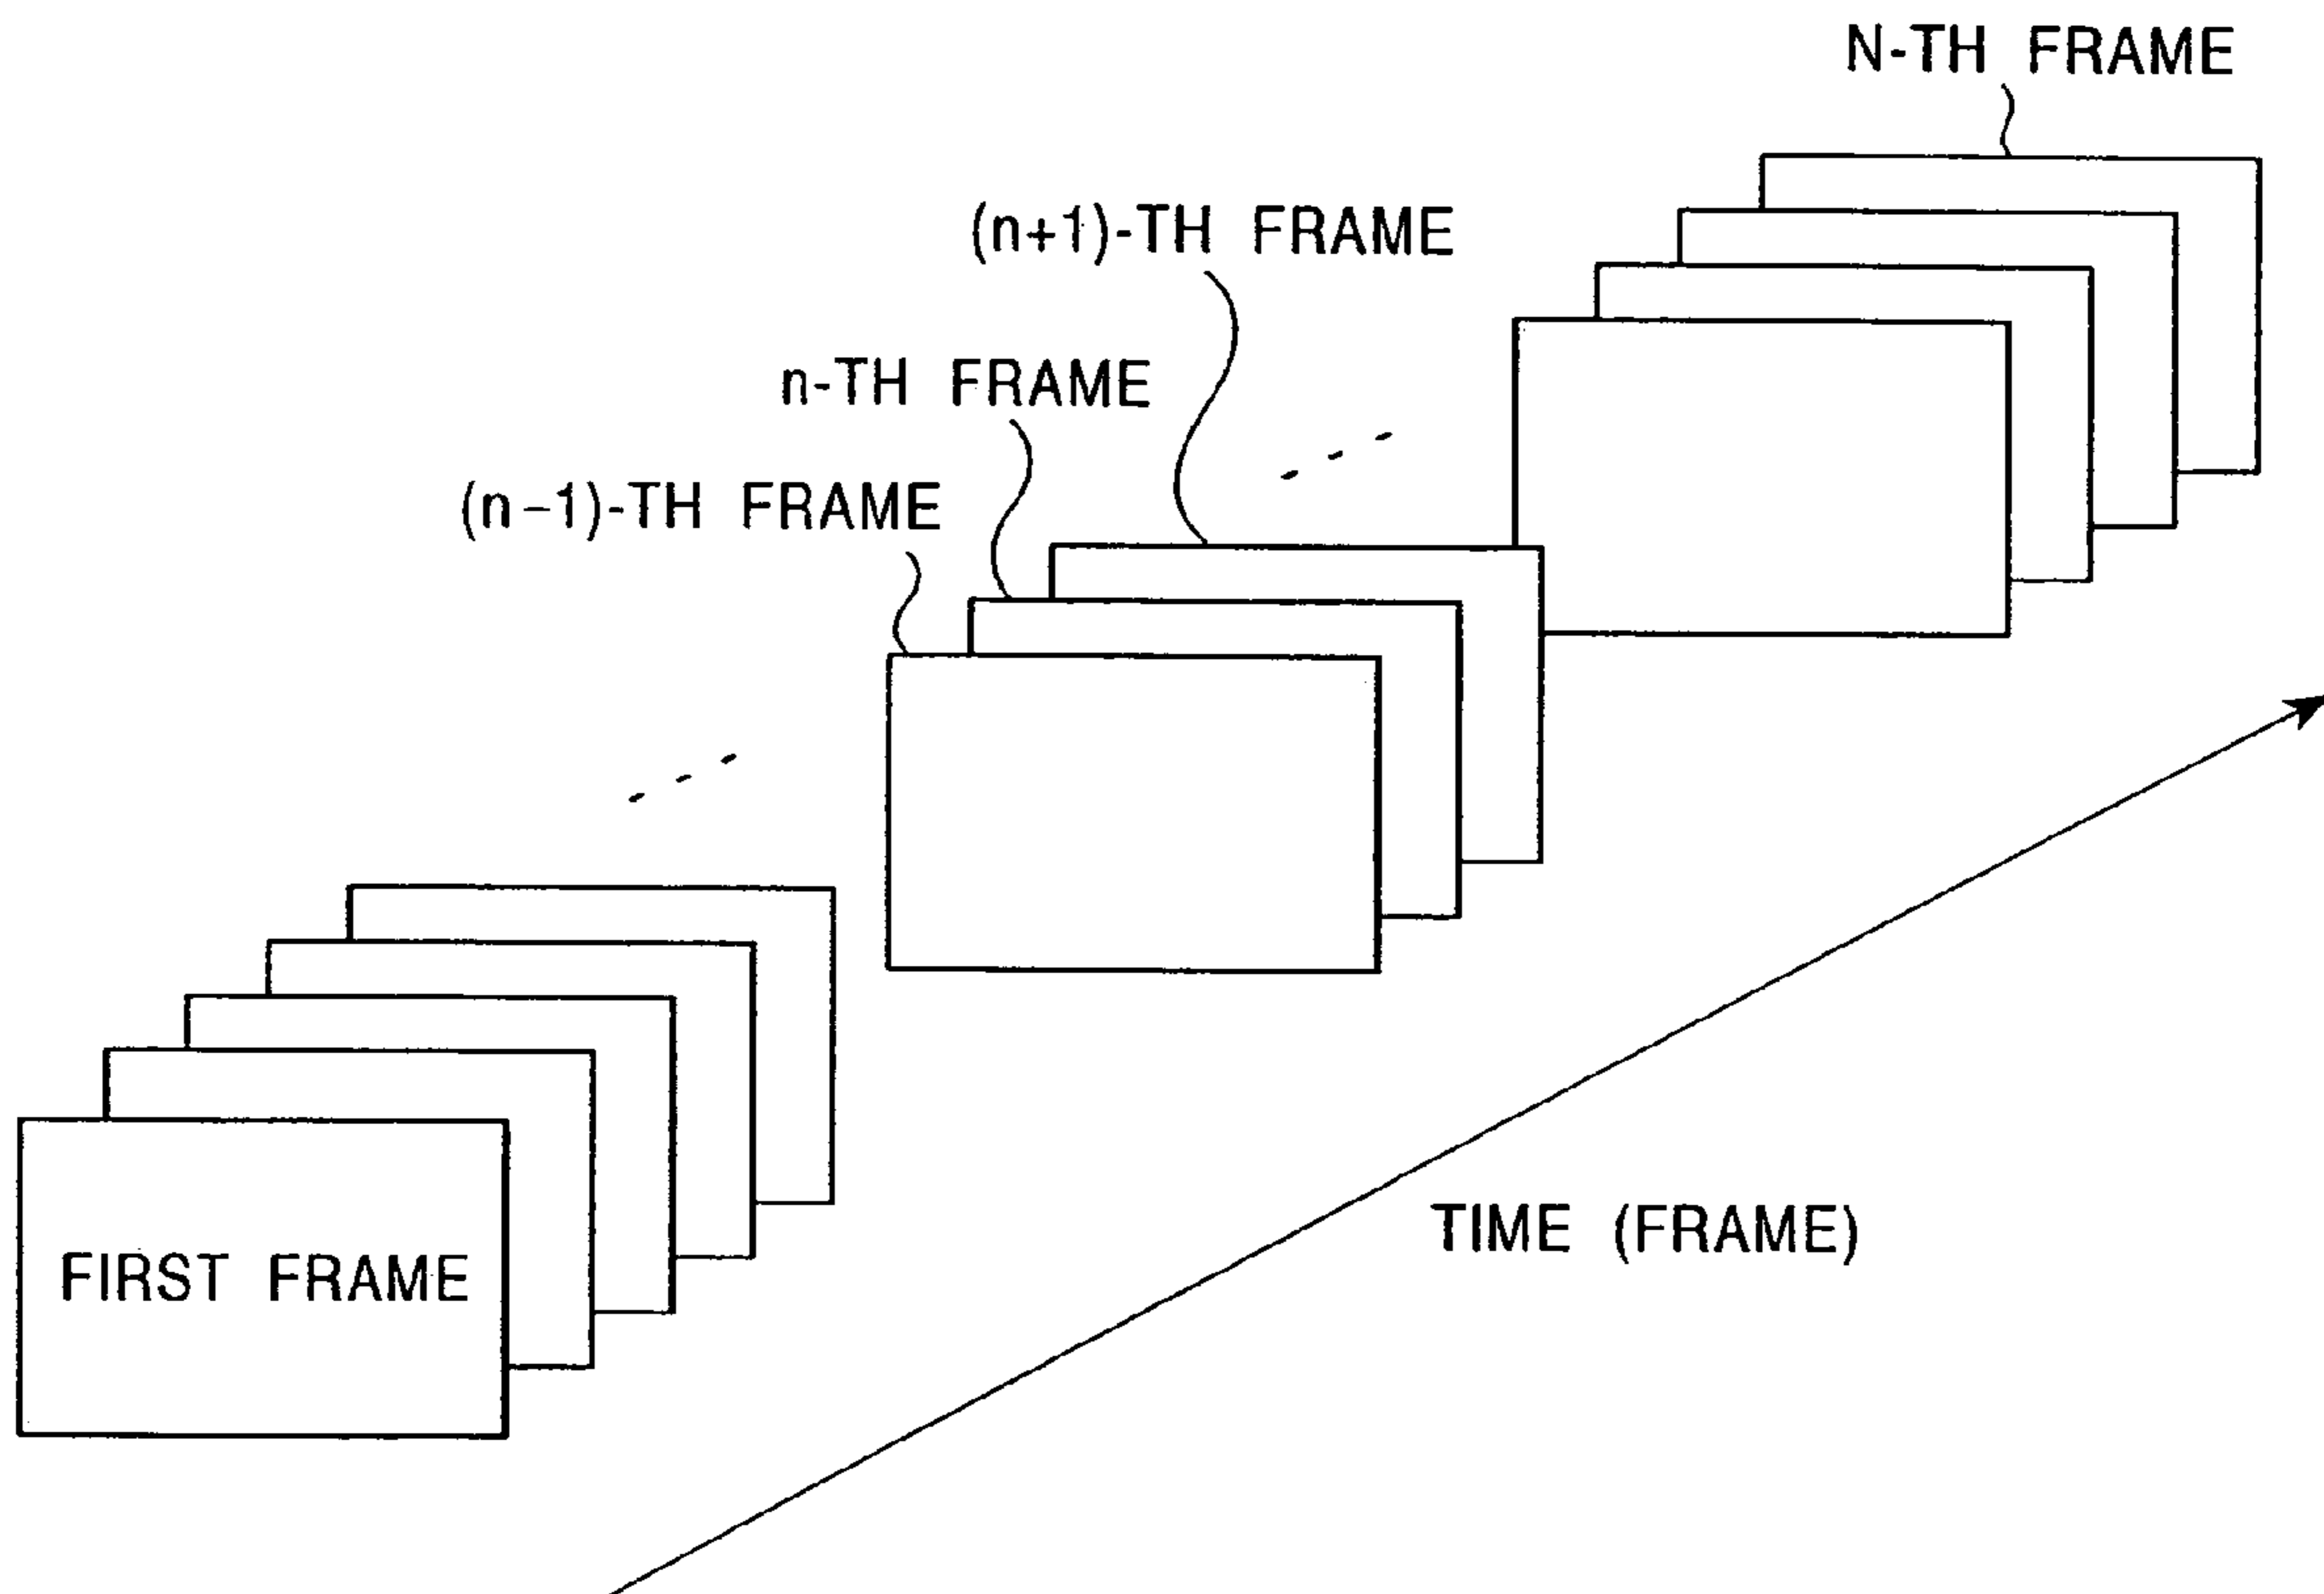 N-TH FRAME
(n+1)-TH FRAME
n-TH FRAME
(n-1)-TH FRAME
FIRST FRAME
TIME (FRAME)